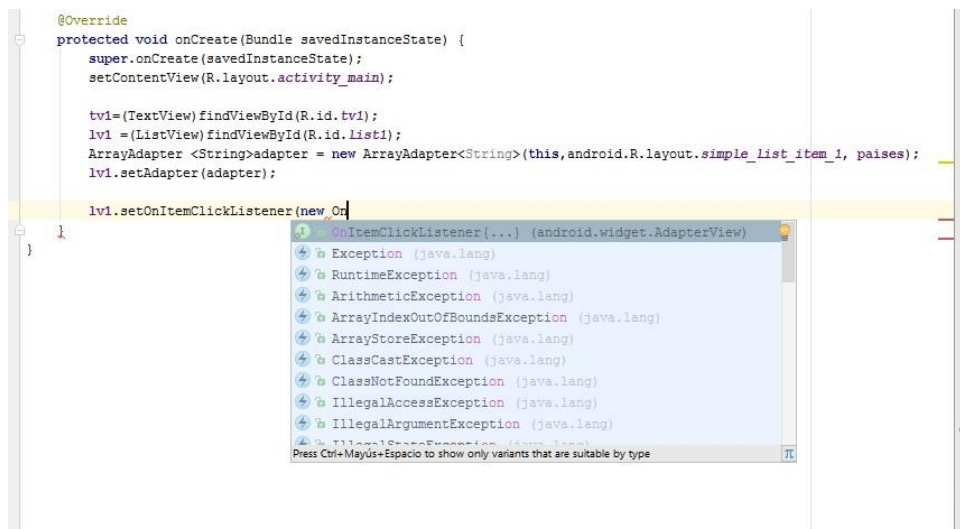 @Override
protected void onCreate(Bundle savedInstanceState) {
super.onCreate(savedInstanceState);
setContentView(R.layout.activity_main);
tv1=(TextView)findViewById(R.id.tv1);
lv1 =(ListView)findViewById(R.id.List1);
ArrayAdapter <String>adapter = new ArrayAdapter<String>(this,android.R.layout.simple_list_item_1, paises);
lv1.setAdapter(adapter);
lv1.setOnItemClickListener(new On
}
}
OnItemClickListener{...} (android.widget.AdapterView)
Exception (java.lang)
RuntimeException (java.lang)
ArithmeticException (java.lang)
ArrayIndexOutOfBoundsException (java.lang)
ArrayStoreException (java.lang)
ClassCastException (java.lang)
ClassNotFoundException (java.lang)
IllegalAccessException (java.lang)
IllegalArgumentException (java.lang)
IllegalStateException (java.lang)
Press Ctrl+Mayús+Espacio to show only variants that are suitable by type π